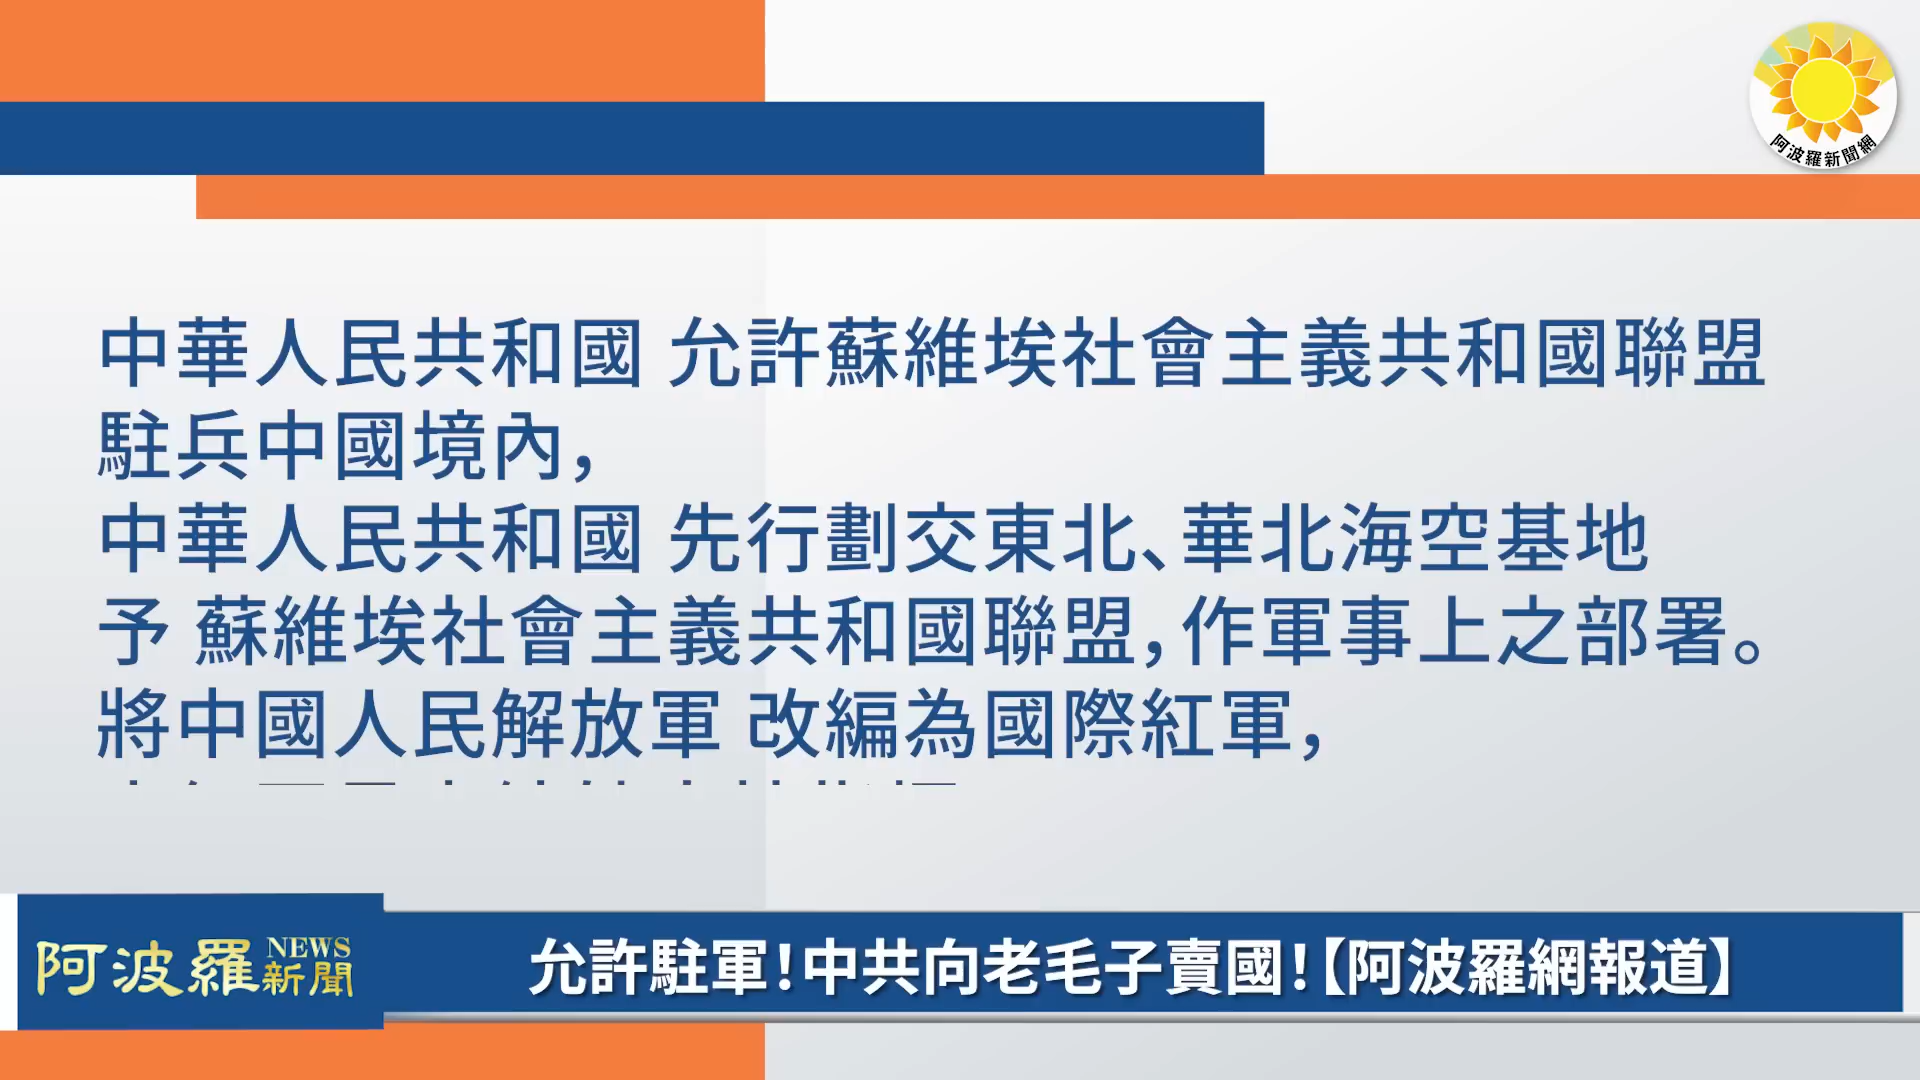 阿波羅新聞網
中華人民共和國 允許蘇維埃社會主義共和國聯盟
駐兵中國境內，
中華人民共和國 先行劃交東北、華北海空基地
予 蘇維埃社會主義共和國聯盟，作軍事上之部署。
將中國人民解放軍 改編為國際紅軍，
阿波羅新聞 NEWS
允許駐軍！中共向老毛子賣國！【阿波羅網報道】